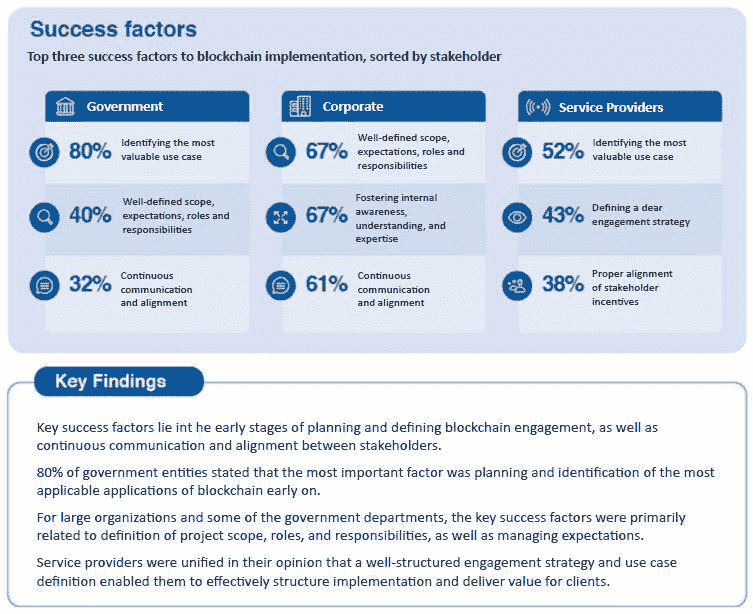 Success factors
Top three success factors to blockchain implementation, sorted by stakeholder
Government
80%
Identifying the most
valuable use case
40%
Well-defined scope,
expectations, roles and
responsibilities
32%
Continuous
communication
and alignment
Corporate
67%
Well-defined scope,
expectations, roles and
responsibilities
67%
Fostering internal
awareness,
understanding, and
expertise
61%
Continuous
communication
and alignment
Service Providers
52%
Identifying the most
valuable use case
43%
Defining a dear
engagement strategy
38%
Proper alignment
of stakeholder
incentives
Key Findings
Key success factors lie int he early stages of planning and defining blockchain engagement, as well as
continuous communication and alignment between stakeholders.
80% of government entities stated that the most important factor was planning and identification of the most
applicable applications of blockchain early on.
For large organizations and some of the government departments, the key success factors were primarily
related to definition of project scope, roles, and responsibilities, as well as managing expectations.
Service providers were unified in their opinion that a well-structured engagement strategy and use case
definition enabled them to effectively structure implementation and deliver value for clients.